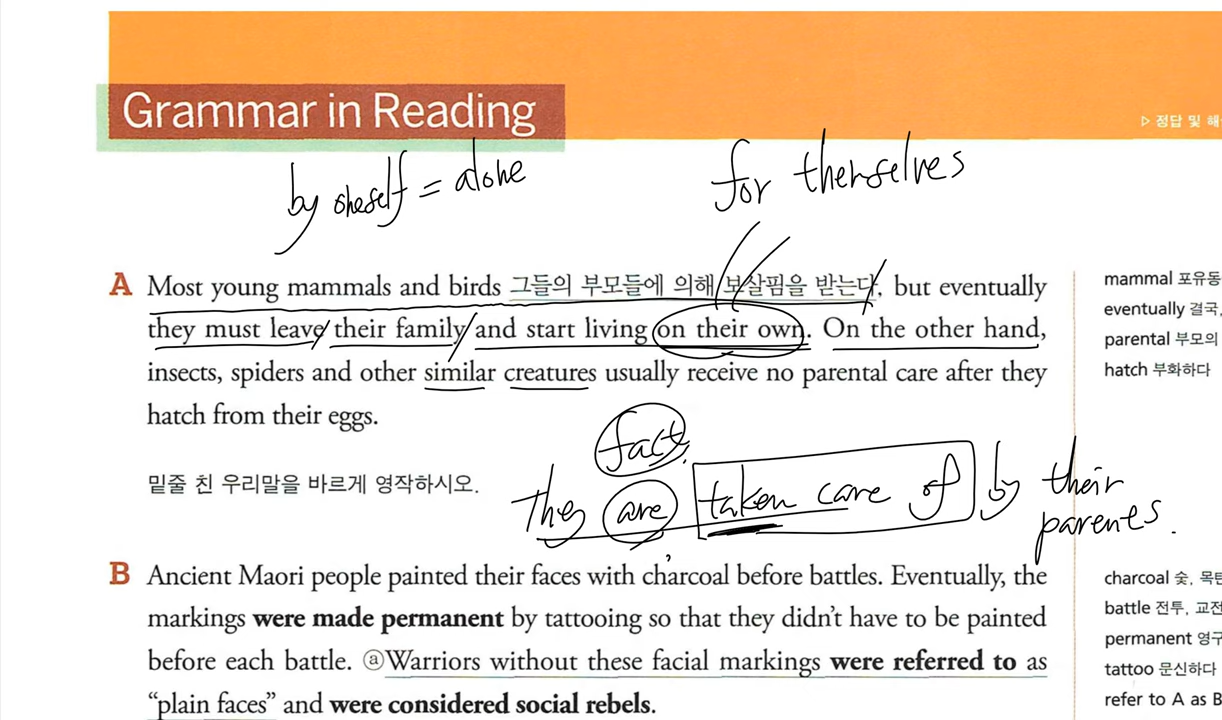 Grammar in Reading
▷ 정답 및 해
by oneself = alone
for themselves
A Most young mammals and birds 그들의 부모들에 의해 보살핌을 받는다, but eventually
they must leave their family and start living on their own. On the other hand,
insects, spiders and other similar creatures usually receive no parental care after they
hatch from their eggs.
mammal 포유동
eventually 결국,
parental 부모의
hatch 부화하다
fact.
밑줄 친 우리말을 바르게 영작하시오.
They are taken care of by their
parents.
B Ancient Maori people painted their faces with charcoal before battles. Eventually, the
markings were made permanent by tattooing so that they didn't have to be painted
before each battle. ⓐWarriors without these facial markings were referred to as
"plain faces" and were considered social rebels.
charcoal 숯, 목탄
battle 전투, 교전
permanent 영구
tattoo 문신하다
refer to A as B